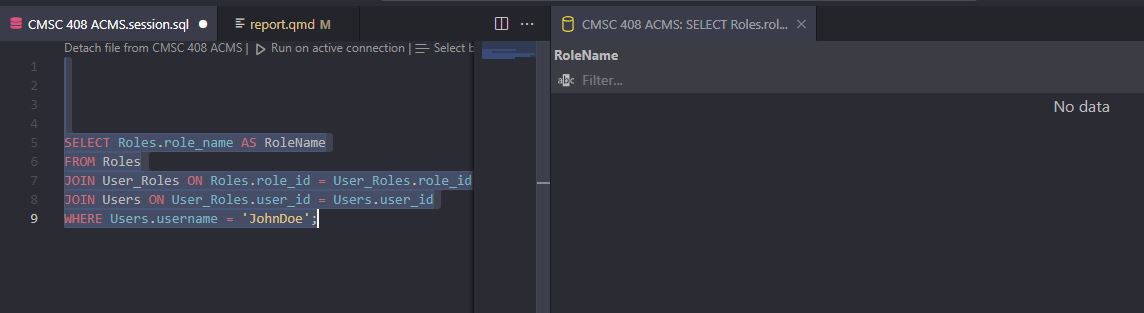 CMSC 408 ACMS.session.sql
report.qmd M
CMSC 408 ACMS: SELECT Roles.rol...
Detach file from CMSC 408 ACMS | Run on active connection | Select b
RoleName
abc Filter...
No data
1
2
3
4
5 SELECT Roles.role_name AS RoleName
6 FROM Roles
7 JOIN User_Roles ON Roles.role_id = User_Roles.role_id
8 JOIN Users ON User_Roles.user_id = Users.user_id
9 WHERE Users.username = 'JohnDoe';